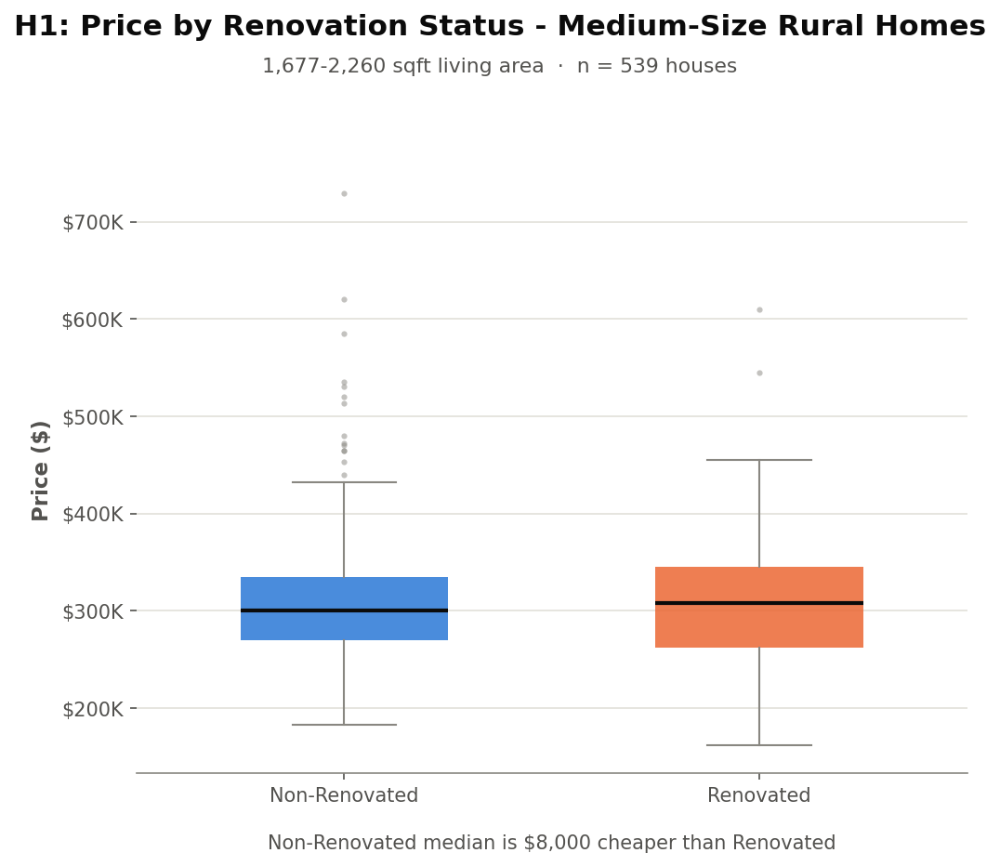 H1: Price by Renovation Status - Medium-Size Rural Homes
1,677-2,260 sqft living area · n = 539 houses
Price ($)
$700K
$600K
$500K
$400K
$300K
$200K
Non-Renovated
Renovated
Non-Renovated median is $8,000 cheaper than Renovated